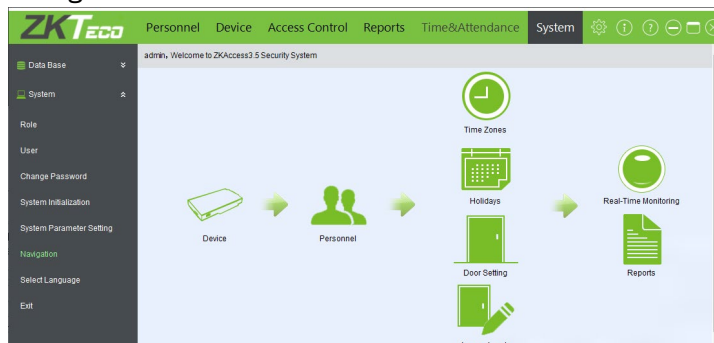 ZKTECO Personnel Device Access Control Reports Time&Attendance System
admin, Welcome to ZKAccess3.5 Security System
Data Base
System
Role
User
Change Password
System Initialization
System Parameter Setting
Navigation
Select Language
Exit
Device
Personnel
Time Zones
Holidays
Door Setting
Real-Time Monitoring
Reports